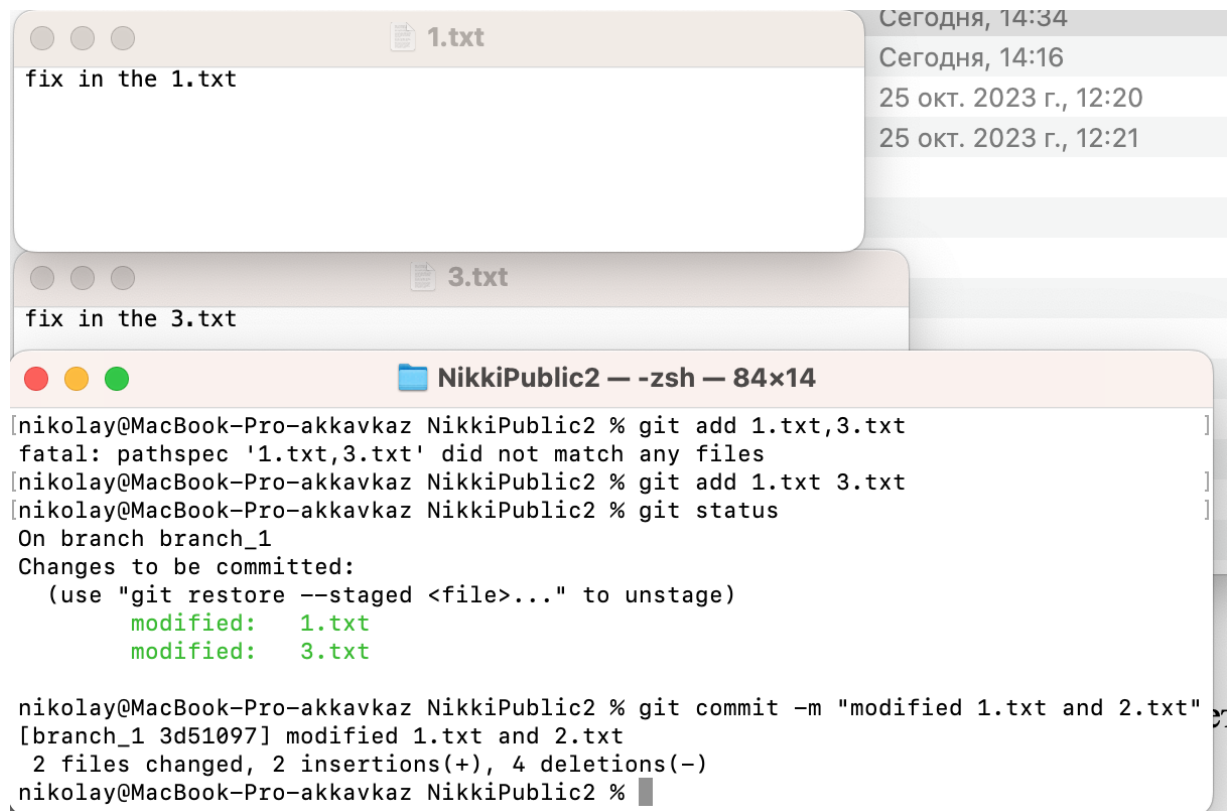 Сегодня, 14:34
1.txt
Сегодня, 14:16
fix in the 1.txt
25 окт. 2023 г., 12:20
25 окт. 2023 г., 12:21
3.txt
fix in the 3.txt
NikkiPublic2 — -zsh — 84×14
[nikolay@MacBook-Pro-akkavkaz NikkiPublic2 % git add 1.txt,3.txt ]
fatal: pathspec '1.txt,3.txt' did not match any files
[nikolay@MacBook-Pro-akkavkaz NikkiPublic2 % git add 1.txt 3.txt ]
[nikolay@MacBook-Pro-akkavkaz NikkiPublic2 % git status ]
On branch branch_1
Changes to be committed:
(use "git restore --staged <file>..." to unstage)
modified: 1.txt
modified: 3.txt
nikolay@MacBook-Pro-akkavkaz NikkiPublic2 % git commit -m "modified 1.txt and 2.txt"
[branch_1 3d51097] modified 1.txt and 2.txt
2 files changed, 2 insertions(+), 4 deletions(-)
nikolay@MacBook-Pro-akkavkaz NikkiPublic2 %